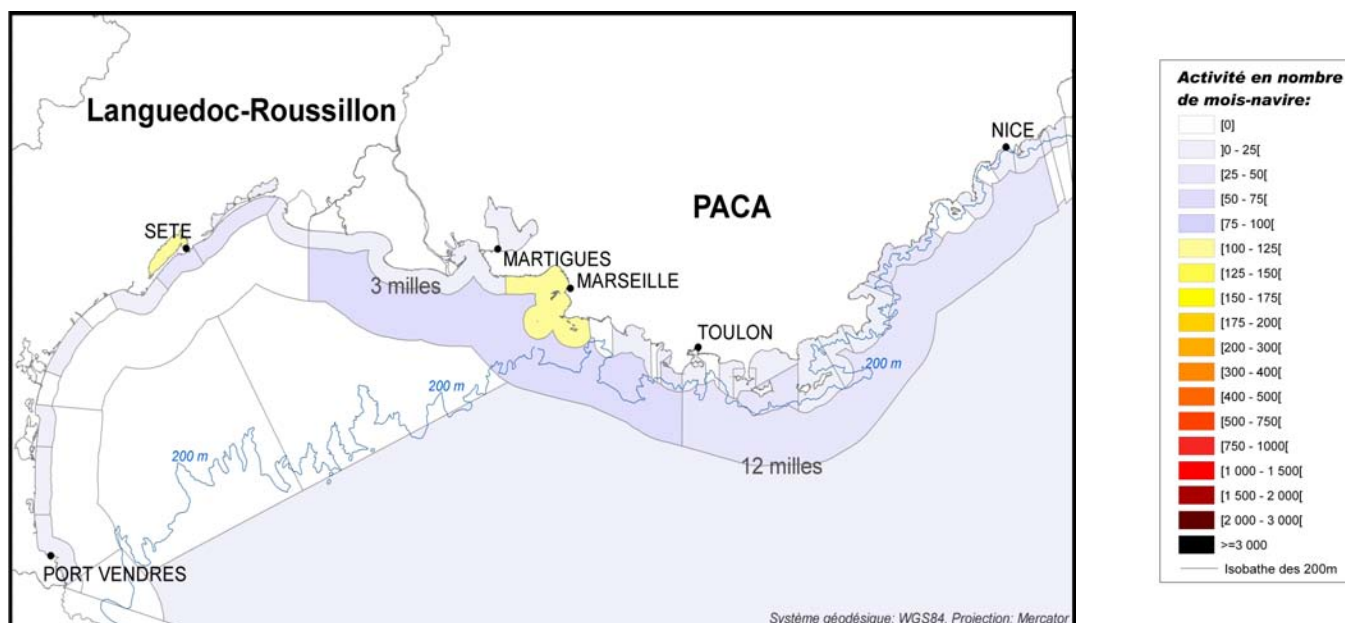 Languedoc-Roussillon
NICE
PACA
SETE
MARTIGUES
3 milles
MARSEILLE
TOULON
200 m
200 m
200 m
12 milles
PORT VENDRES
Système géodésique: WGS84. Projection: Mercator
Activité en nombre
de mois-navire:
[0]
]0 - 25[
[25 - 50[
[50 - 75[
[75 - 100[
[100 - 125[
[125 - 150[
[150 - 175[
[175 - 200[
[200 - 300[
[300 - 400[
[400 - 500[
[500 - 750[
[750 - 1000[
[1 000 - 1 500[
[1 500 - 2 000[
[2 000 - 3 000[
>=3 000
Isobathe des 200m